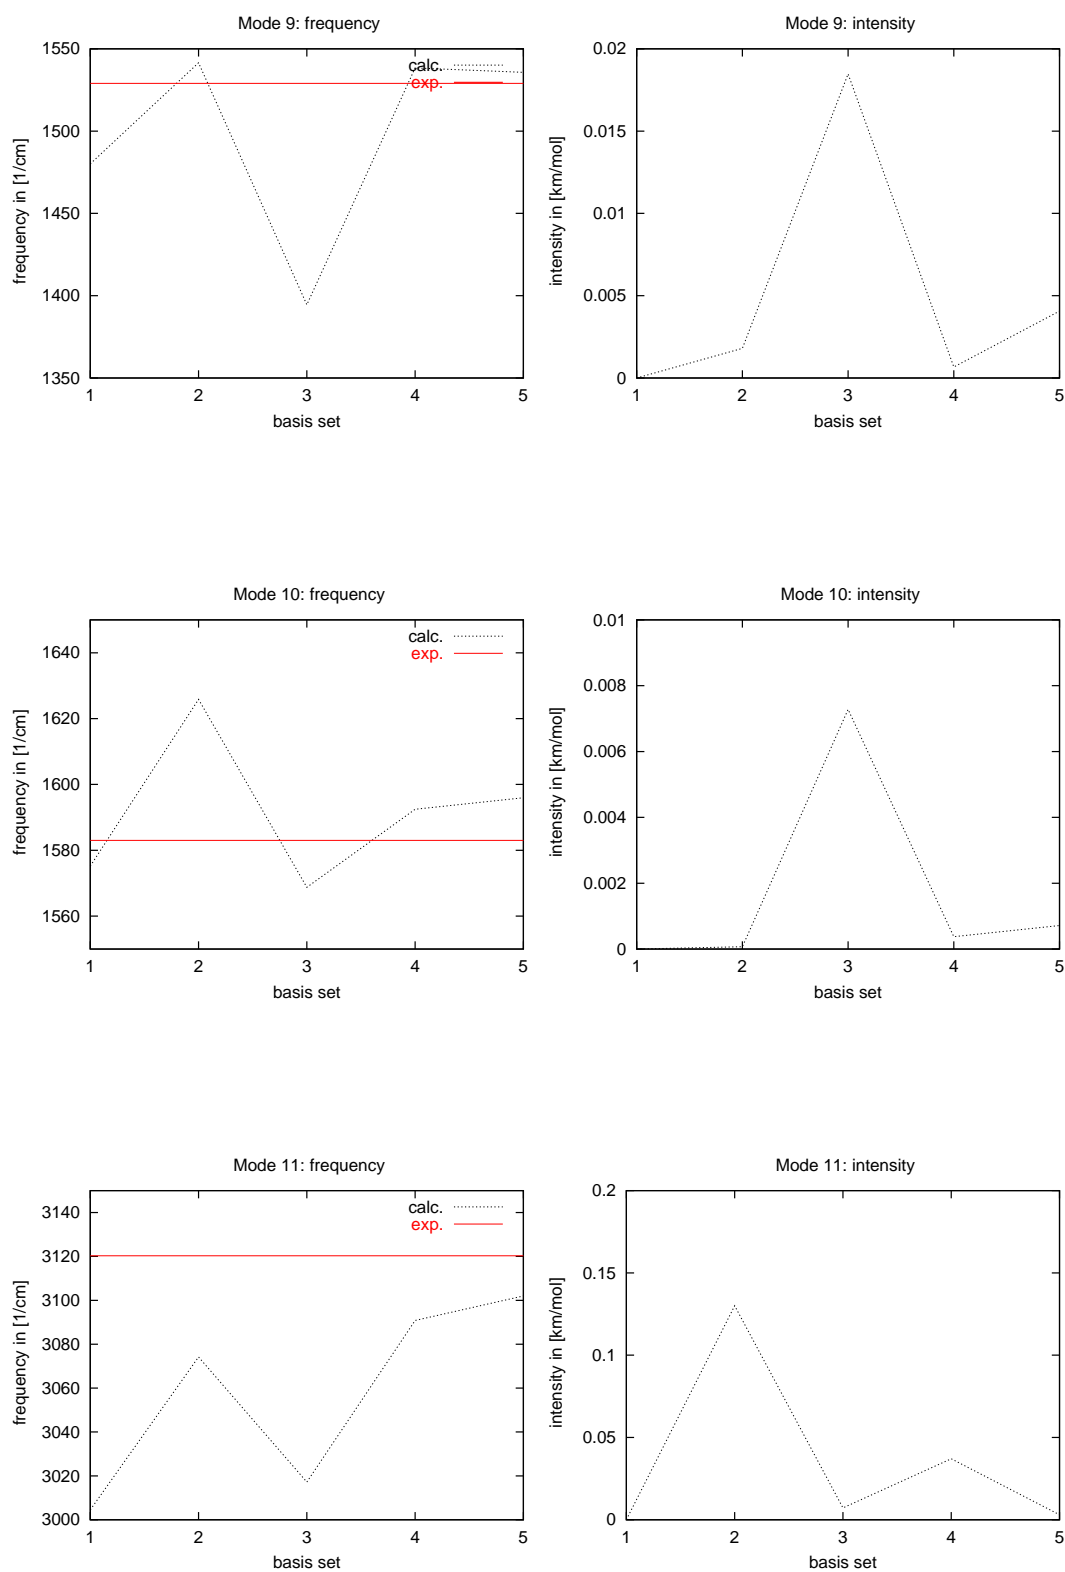 Mode 9: frequency
1550
1500
1450
1400
1350
1 2 3 4 5
frequency in [1/cm]
basis set
calc.
exp.
Mode 9: intensity
0.02
0.015
0.01
0.005
0
1 2 3 4 5
intensity in [km/mol]
basis set
Mode 10: frequency
1640
1620
1600
1580
1560
1 2 3 4 5
frequency in [1/cm]
basis set
calc.
exp.
Mode 10: intensity
0.01
0.008
0.006
0.004
0.002
0
1 2 3 4 5
intensity in [km/mol]
basis set
Mode 11: frequency
3140
3120
3100
3080
3060
3040
3020
3000
1 2 3 4 5
frequency in [1/cm]
basis set
calc.
exp.
Mode 11: intensity
0.2
0.15
0.1
0.05
0
1 2 3 4 5
intensity in [km/mol]
basis set